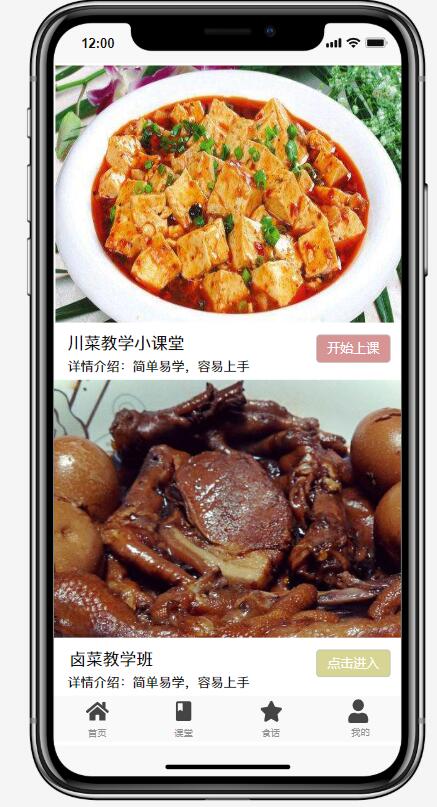 12:00
川菜教学小课堂
开始上课
详情介绍：简单易学，容易上手
卤菜教学班
点击进入
详情介绍：简单易学，容易上手
首页
课堂
食话
我的